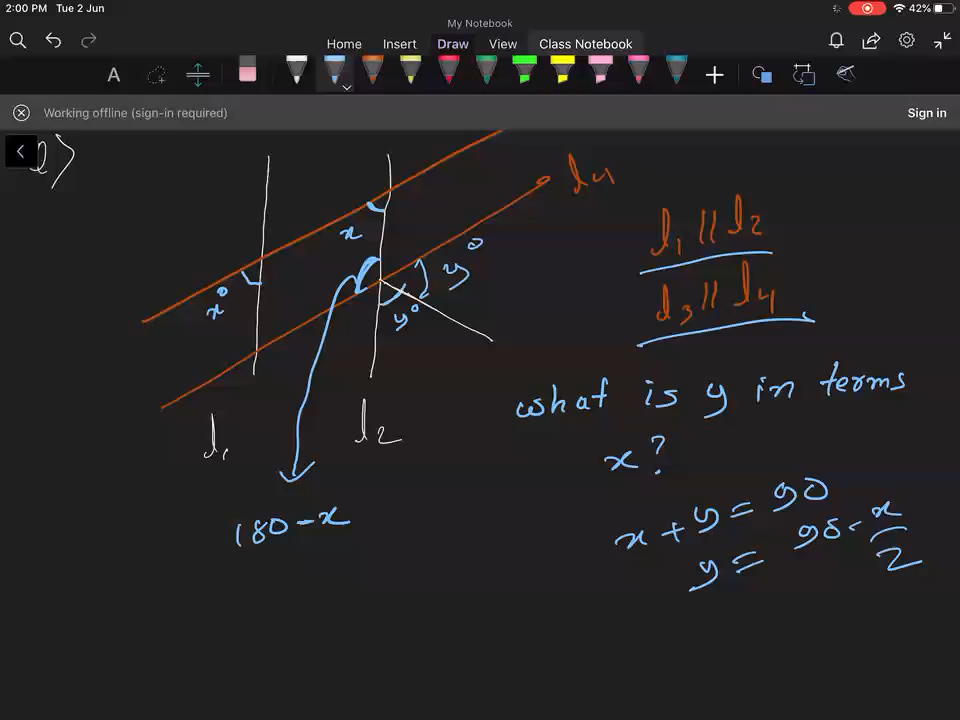 2:00 PM Tue 2 Jun
42%
My Notebook
Home Insert Draw View Class Notebook
A
Working offline (sign-in required)
Sign in
l4
x
y°
x°
y°
l1 || l2
l3 || l4
l1
l2
what is y in terms
x?
180-x
x+y=90
y=90-x/2